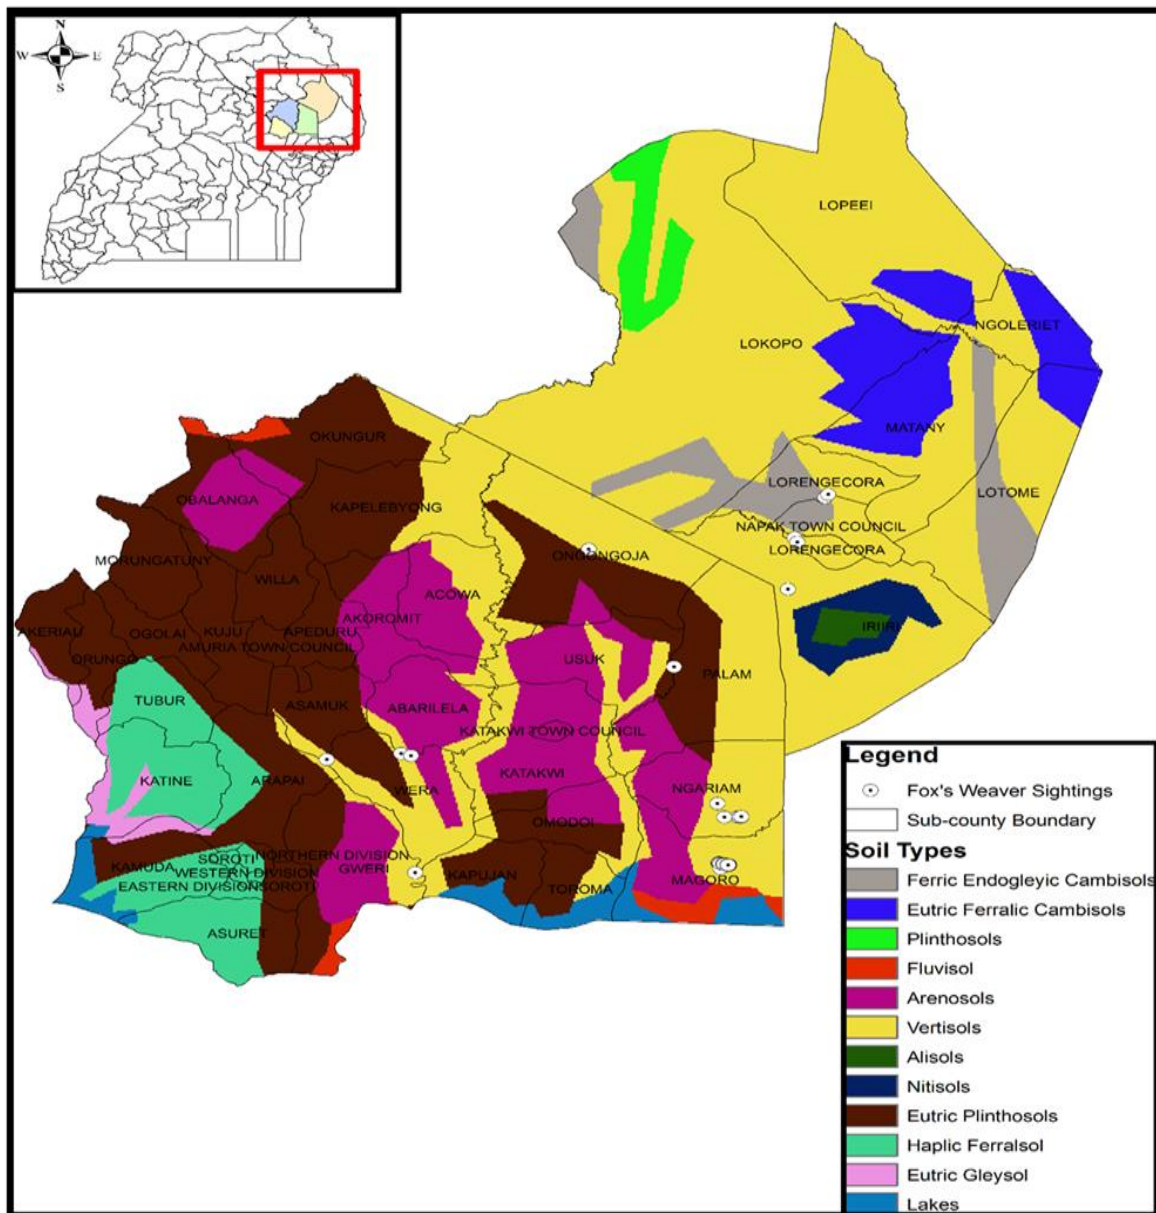 N
W E
S
LOPEEI
NGOLERIET
LOKOPO
MATANY
OKUNGUR
LORENGECORA
OBALANGA
LOTOME
KAPELEBYONG
NAPAK TOWN COUNCIL
LORENGECORA
ONGONGOJA
MORUNGATUNY
WILLA
ACOWA
AKOROMIT
IRIIRI
AKERIAU
OGOLAI
KUJU
APEDURU
AMURIA TOWN COUNCIL
ORUNGO
USUK
PALAM
TUBUR
ASAMUK
ABARILELA
KATAKWI TOWN COUNCIL
KATINE
ARAPAI
KATAKWI
WERA
NGARIAM
OMODOI
SOROTI
NORTHERN DIVISION
KAMUDA
WESTERN DIVISION
GWERI
KAPUJAN
EASTERN DIVISION
SOROTI
TOROMA
MAGORO
ASURET
Legend
Fox's Weaver Sightings
Sub-county Boundary
Soil Types
Ferric Endogleyic Cambisols
Eutric Ferralic Cambisols
Plinthosols
Fluvisol
Arenosols
Vertisols
Alisols
Nitisols
Eutric Plinthosols
Haplic Ferralsol
Eutric Gleysol
Lakes